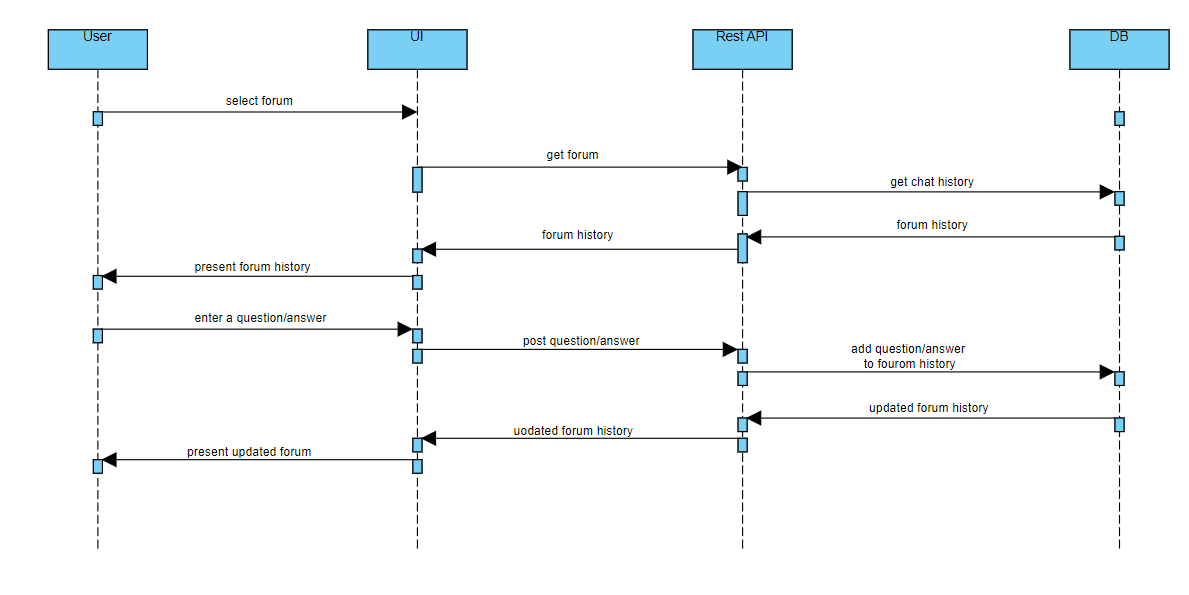 User
UI
Rest API
DB
select forum
get forum
get chat history
forum history
forum history
present forum history
enter a question/answer
post question/answer
add question/answer
to fourom history
updated forum history
uodated forum history
present updated forum